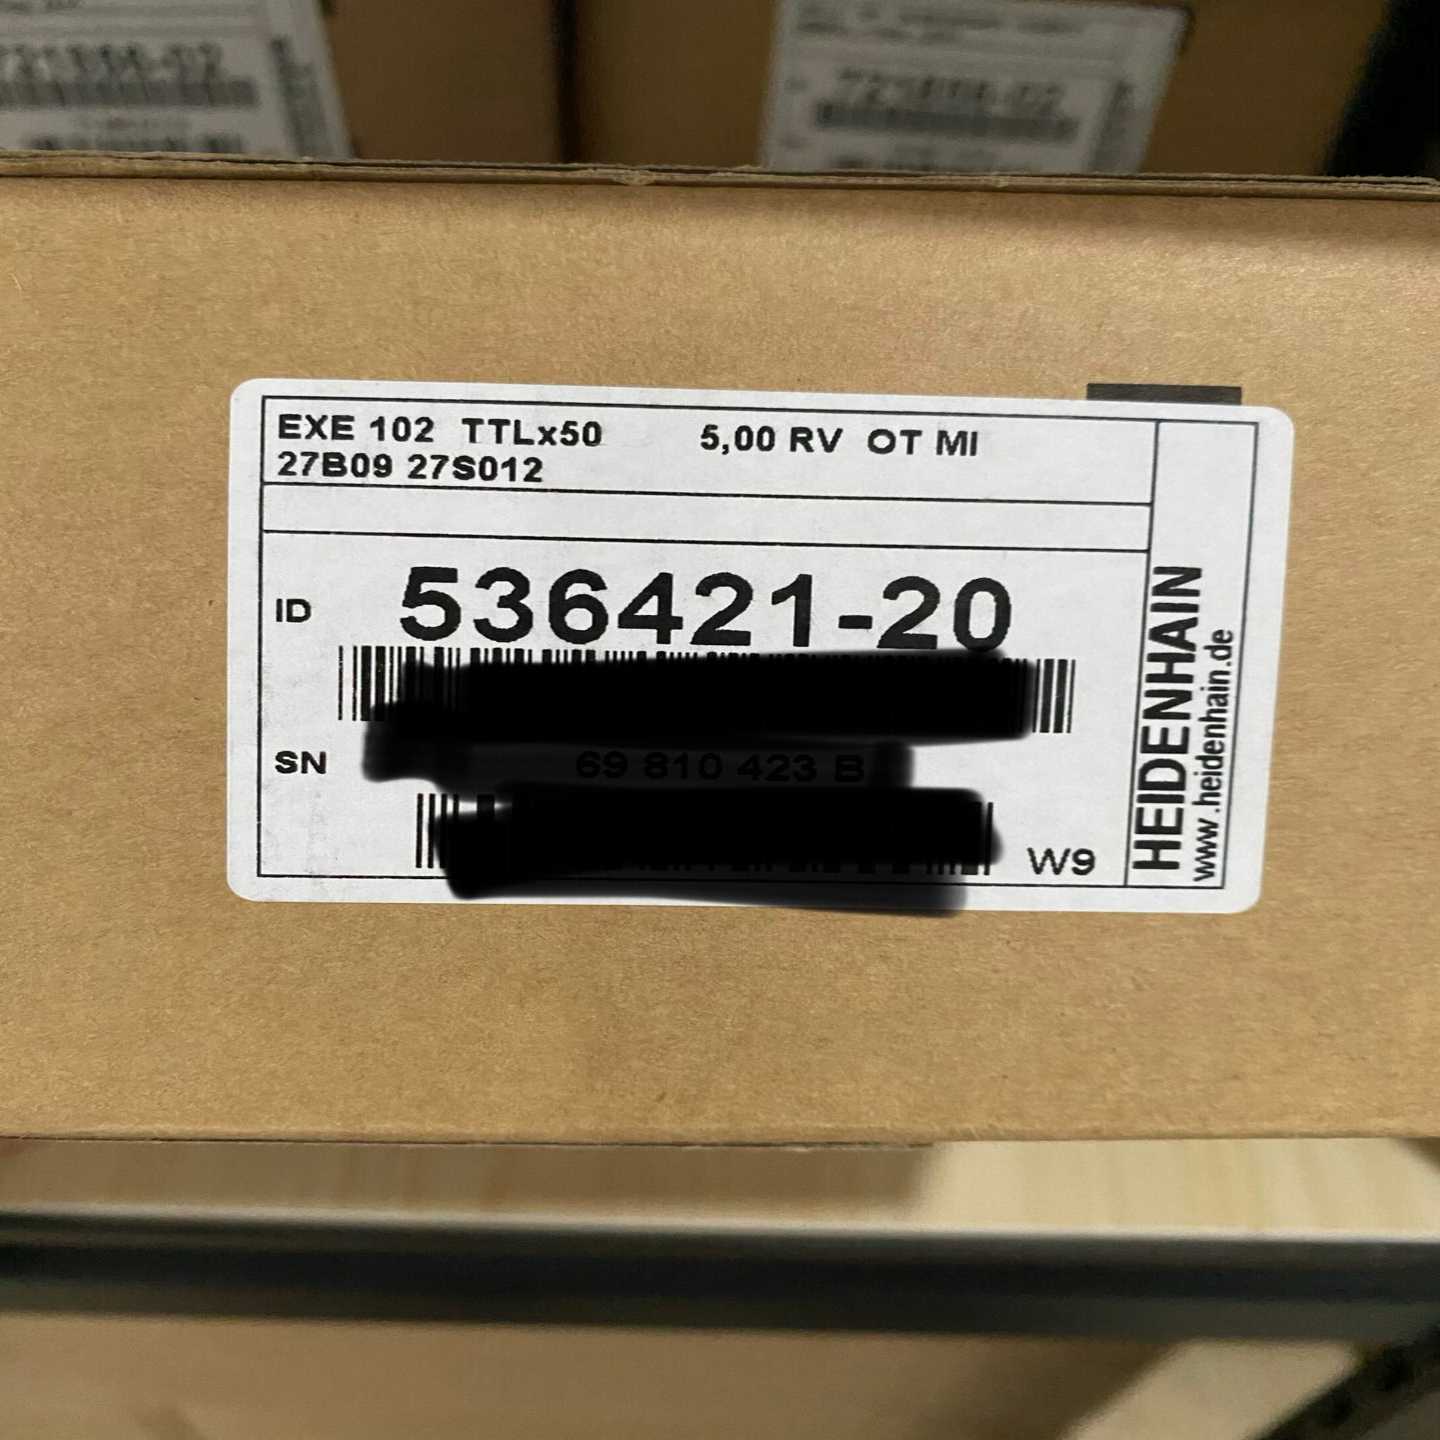 EXE 102 TTLx50 5,00 RV OT MI
27B09 27S012
ID 536421-20
SN 69 810 423 B
W9
HEIDENHAIN
www.heidenhain.de